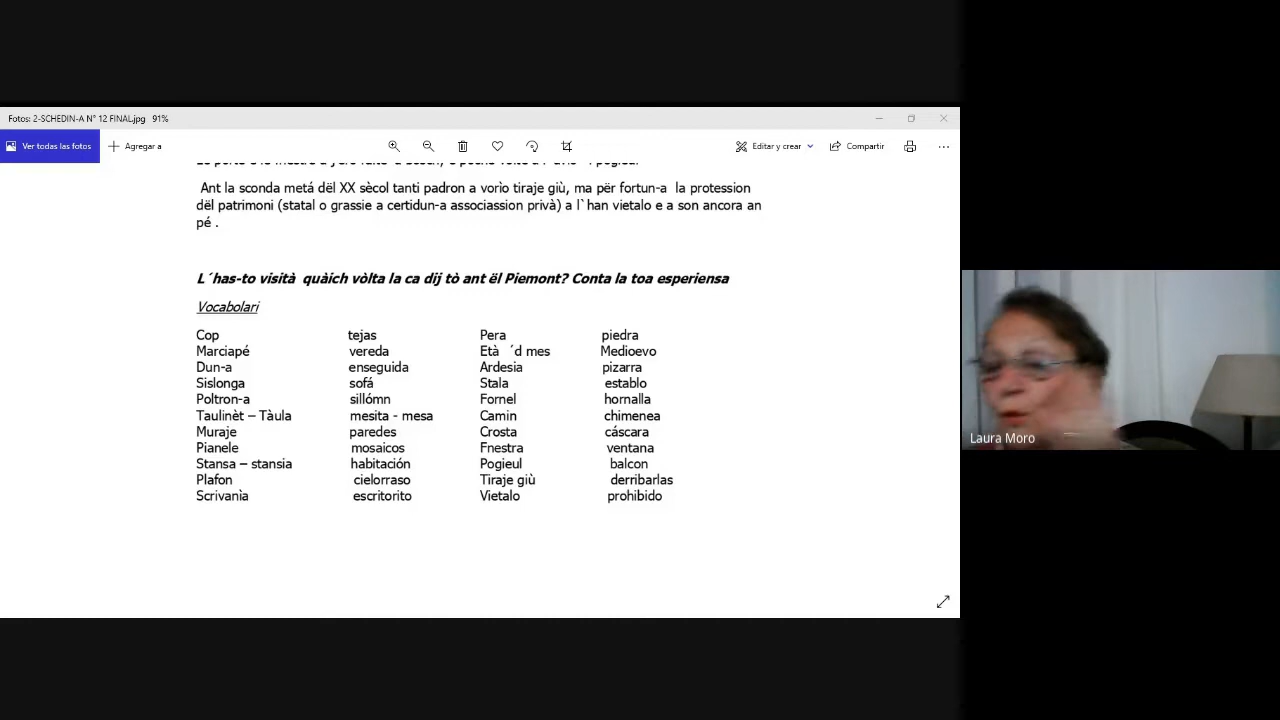 Fotos: 2-SCHEDIN-A N° 12 FINAL.jpg 91%
Ver todas las fotos
Agregar a
Editar y crear
Compartir
Ant la sconda metá dël XX sècol tanti padron a vorìo tiraje giù, ma për fortun-a la protession
dël patrimoni (statal o grassie a certidun-a associassion privà) a l`han vietalo e a son ancora an
pé .
L´has-to visità quàich vòlta la ca dij tò ant ël Piemont? Conta la toa esperiensa
Vocabolari
Cop tejas Pera piedra
Marciapé vereda Età ´d mes Medioevo
Dun-a enseguida Ardesia pizarra
Sislonga sofá Stala establo
Poltron-a sillómn Fornel hornalla
Taulinèt – Tàula mesita - mesa Camin chimenea
Muraje paredes Crosta cáscara
Pianele mosaicos Fnestra ventana
Stansa – stansia habitación Pogieul balcon
Plafon cielorraso Tiraje giù derribarlas
Scrivanìa escritorito Vietalo prohibido
Laura Moro